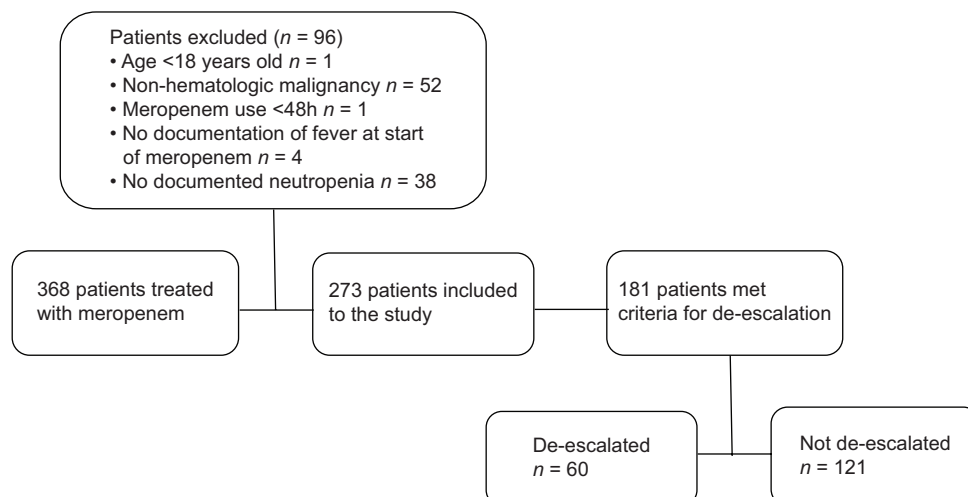 Patients excluded (n = 96)
• Age <18 years old n = 1
• Non-hematologic malignancy n = 52
• Meropenem use <48h n = 1
• No documentation of fever at start
of meropenem n = 4
• No documented neutropenia n = 38
368 patients treated
with meropenem
273 patients included
to the study
181 patients met
criteria for de-escalation
De-escalated
n = 60
Not de-escalated
n = 121